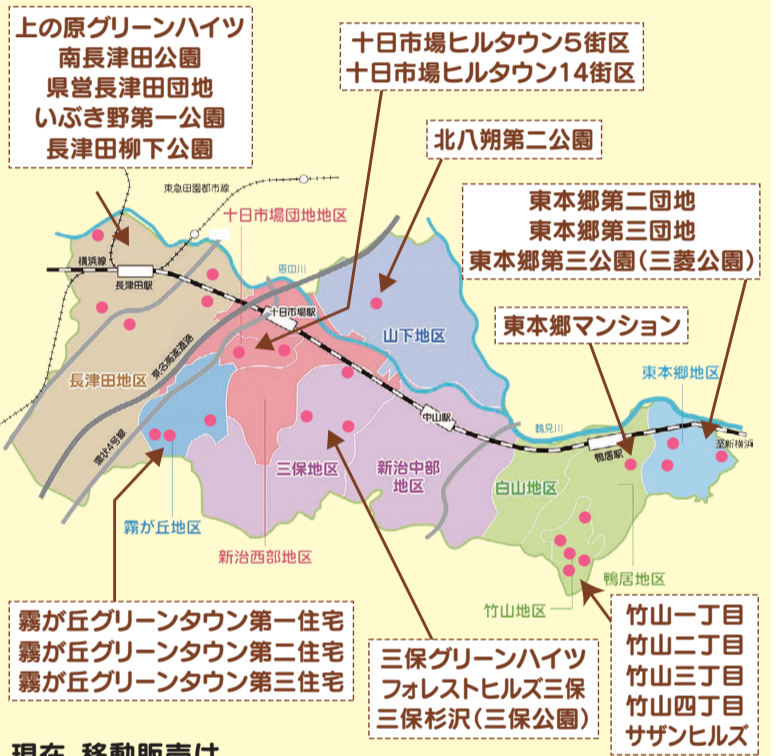 上の原グリーンハイツ
南長津田公園
県営長津田団地
いぶき野第一公園
長津田柳下公園
十日市場ヒルタウン5街区
十日市場ヒルタウン14街区
北八朔第二公園
東本郷第二団地
東本郷第三団地
東本郷第三公園(三菱公園)
東本郷マンション
東急田園都市線
十日市場団地地区
恩田川
横浜線
長津田駅
十日市場駅
山下地区
東名高速道路
長津田地区
東本郷地区
中山駅
鶴見川
鴨居駅
至新横浜
環状4号線
三保地区
新治中部
地区
白山地区
霧が丘地区
新治西部地区
鴨居地区
竹山地区
霧が丘グリーンタウン第一住宅
霧が丘グリーンタウン第二住宅
霧が丘グリーンタウン第三住宅
三保グリーンハイツ
フォレストヒルズ三保
三保杉沢(三保公園)
竹山一丁目
竹山二丁目
竹山三丁目
竹山四丁目
サザンヒルズ
現在、移動販売は